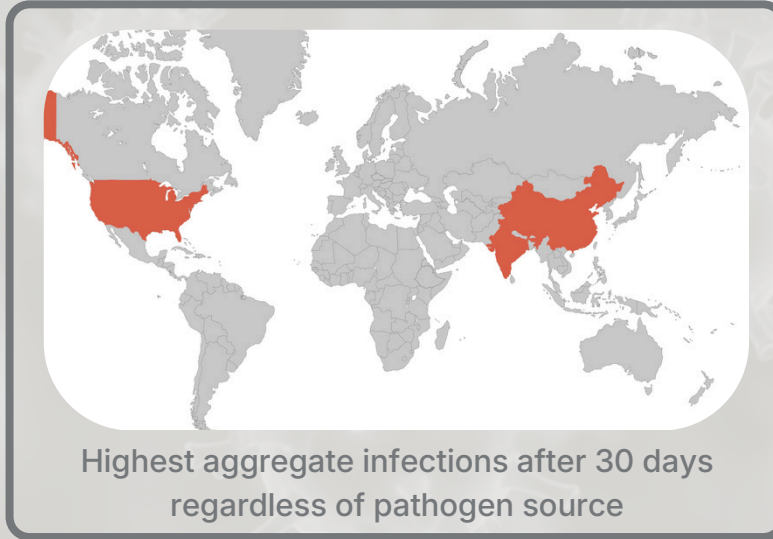 Highest aggregate infections after 30 days
regardless of pathogen source